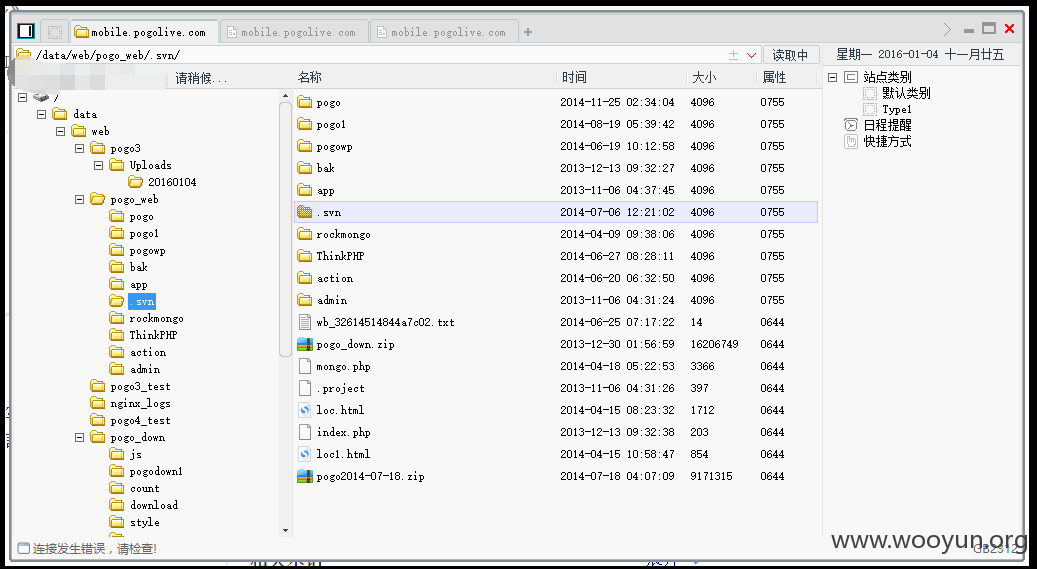 mobile.pogolive.com mobile.pogolive.com mobile.pogolive.com +
/data/web/pogo_web/.svn/ 读取中 星期一 2016-01-04 十一月廿五
请稍候...
/
data
web
pogo3
Uploads
20160104
pogo_web
pogo
pogo1
pogowp
bak
app
.svn
rockmongo
ThinkPHP
action
admin
pogo3_test
nginx_logs
pogo4_test
pogo_down
js
pogodown1
count
download
style
名称 时间 大小 属性
pogo 2014-11-25 02:34:04 4096 0755
pogo1 2014-08-19 05:39:42 4096 0755
pogowp 2014-06-19 10:12:58 4096 0755
bak 2013-12-13 09:32:27 4096 0755
app 2013-11-06 04:37:45 4096 0755
.svn 2014-07-06 12:21:02 4096 0755
rockmongo 2014-04-09 09:38:06 4096 0755
ThinkPHP 2014-06-27 08:28:11 4096 0755
action 2014-06-20 06:32:50 4096 0755
admin 2013-11-06 04:31:24 4096 0755
wb_32614514844a7c02.txt 2014-06-25 07:17:22 14 0644
pogo_down.zip 2013-12-30 01:56:59 16206749 0644
mongo.php 2014-04-18 05:22:53 3366 0644
.project 2013-11-06 04:31:26 397 0644
loc.html 2014-04-15 08:23:32 1712 0644
index.php 2013-12-13 09:32:38 203 0644
loc1.html 2014-04-15 10:58:47 854 0644
pogo2014-07-18.zip 2014-07-18 04:07:09 9171315 0644
站点类别
默认类别
Type1
日程提醒
快捷方式
连接发生错误，请检查!
GB2312
www.wooyun.org